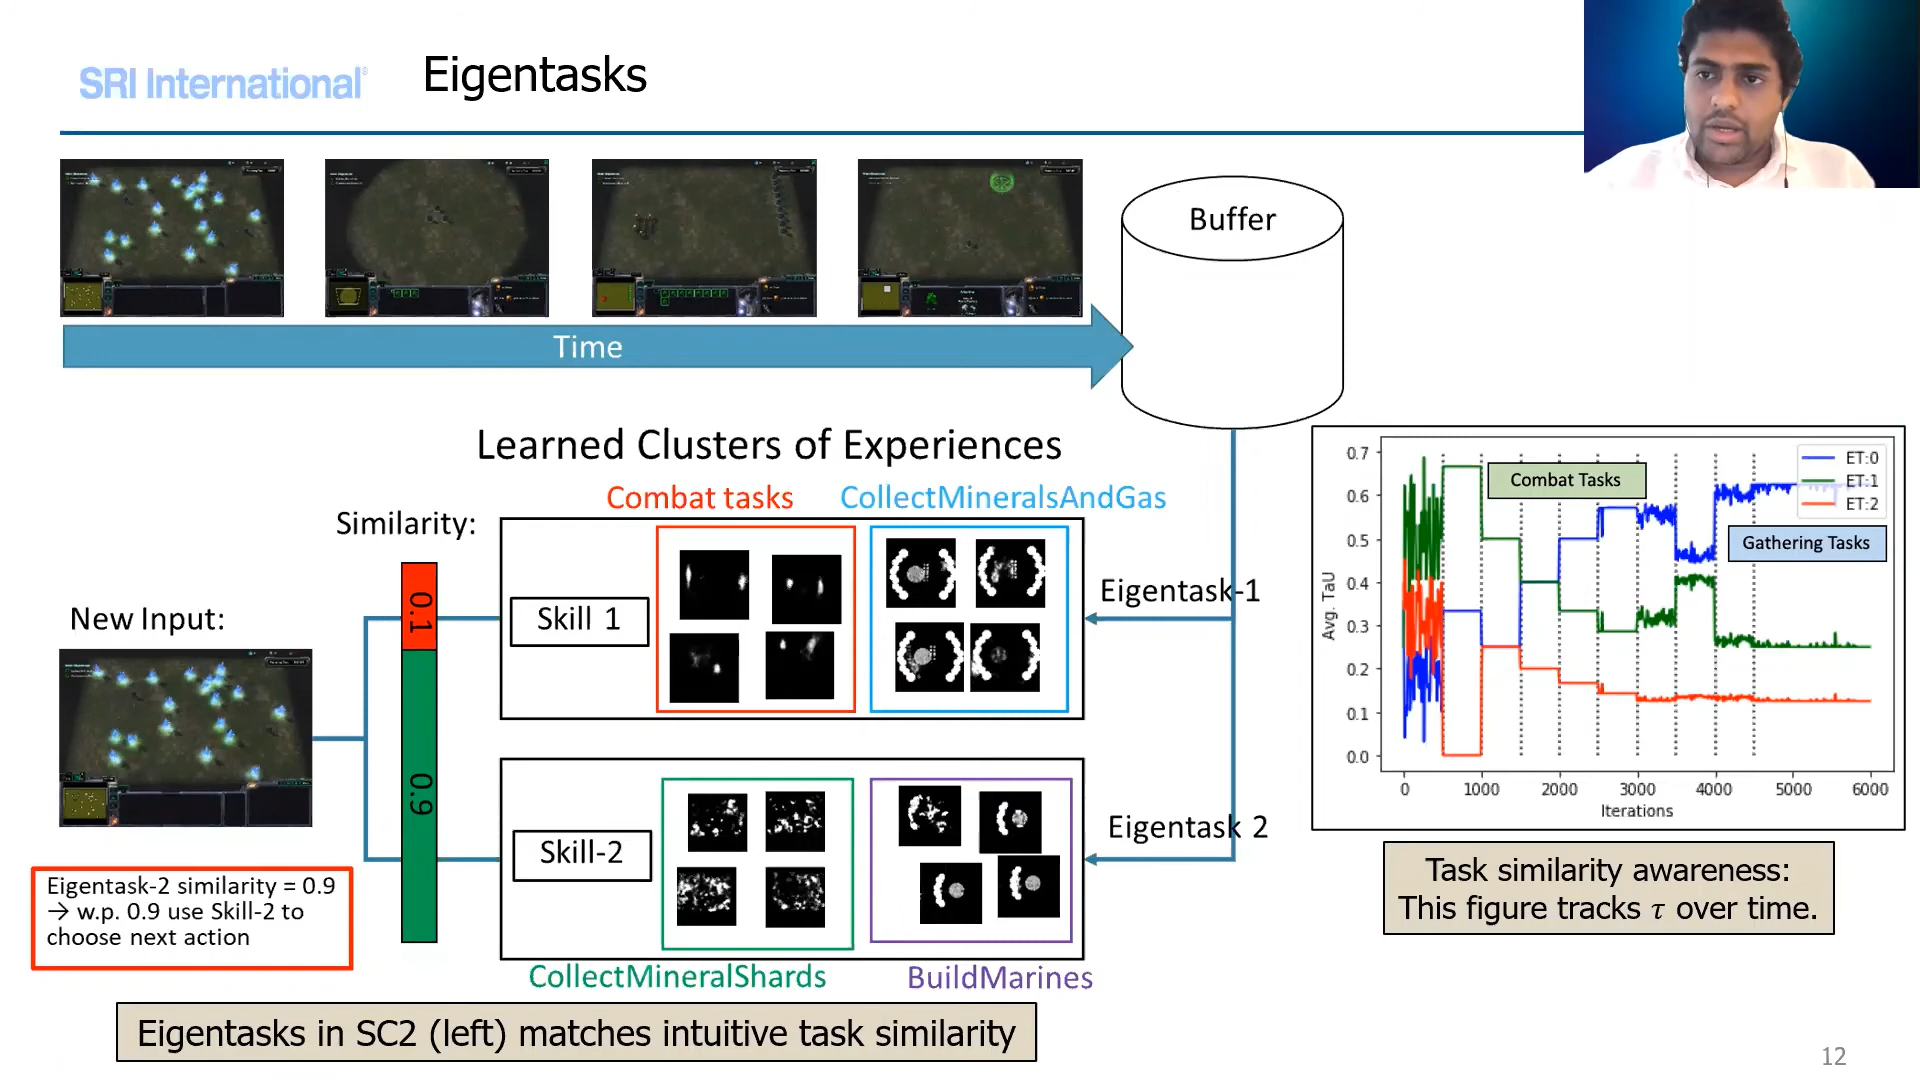 SRI International
Eigentasks
Time
Buffer
Learned Clusters of Experiences
Combat tasks
CollectMineralsAndGas
Similarity:
New Input:
0.1
0.9
Skill 1
Skill-2
Eigentask-1
Eigentask 2
CollectMineralShards
BuildMarines
Eigentask-2 similarity = 0.9
→ w.p. 0.9 use Skill-2 to
choose next action
Eigentasks in SC2 (left) matches intuitive task similarity
0.7
0.6
0.5
0.4
0.3
0.2
0.1
0.0
Avg. TaU
0 1000 2000 3000 4000 5000 6000
Iterations
Combat Tasks
ET:0
ET:1
ET:2
Gathering Tasks
Task similarity awareness:
This figure tracks τ over time.
12